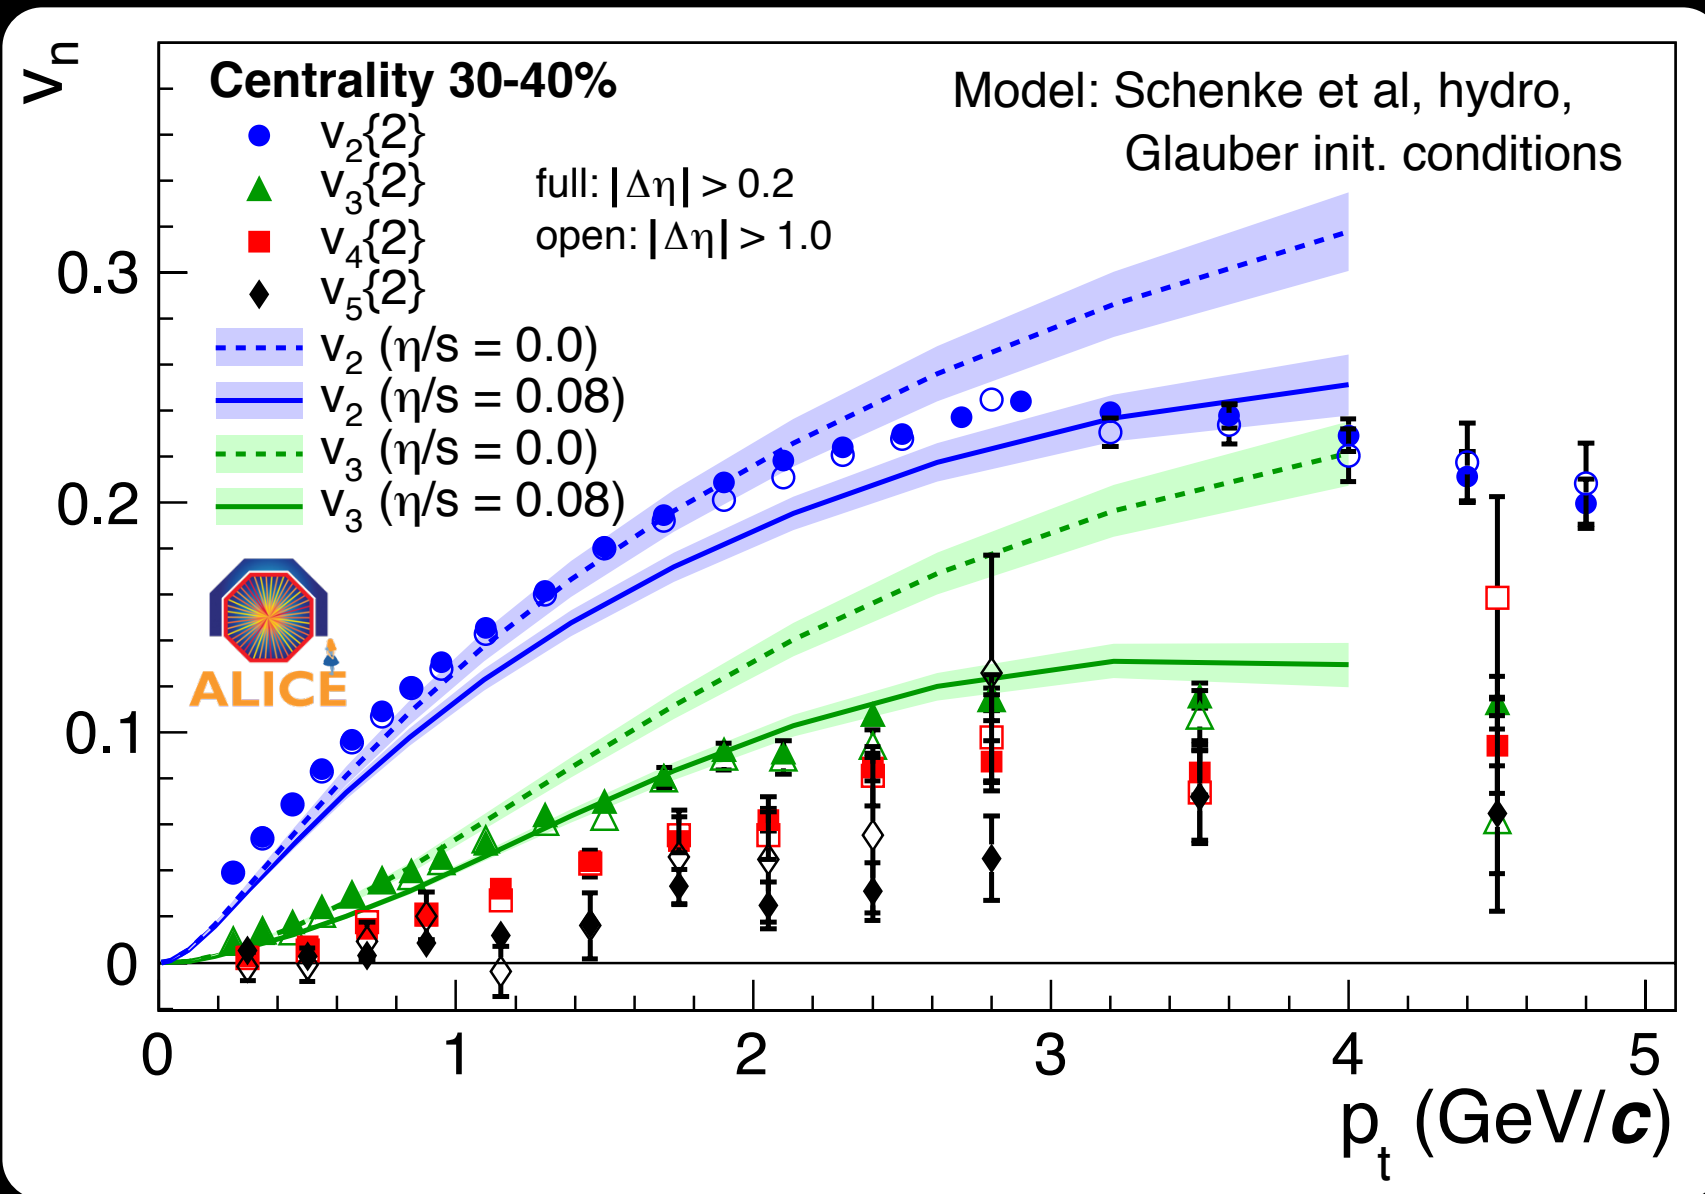 vn
Centrality 30-40%
v2{2}
v3{2}
v4{2}
v5{2}
v2 (η/s = 0.0)
v2 (η/s = 0.08)
v3 (η/s = 0.0)
v3 (η/s = 0.08)
full: |Δη| > 0.2
open: |Δη| > 1.0
Model: Schenke et al, hydro,
Glauber init. conditions
ALICE
0.3
0.2
0.1
0
0 1 2 3 4 5
pt (GeV/c)